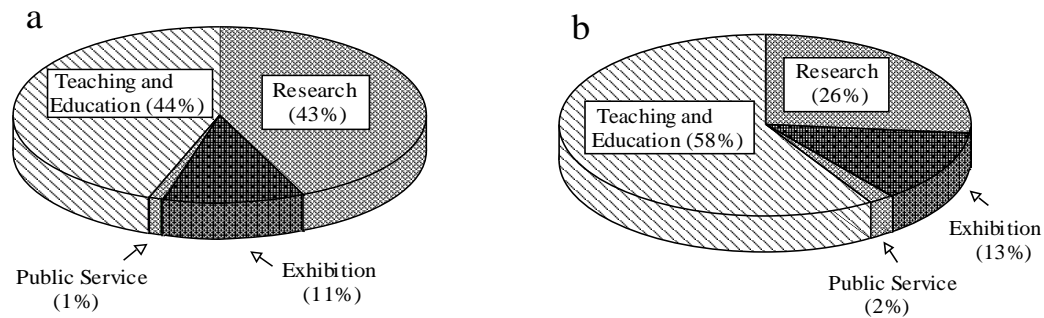 a
Teaching and
Education (44%)
Research
(43%)
Public Service
(1%)
Exhibition
(11%)
b
Research
(26%)
Teaching and
Education (58%)
Exhibition
(13%)
Public Service
(2%)